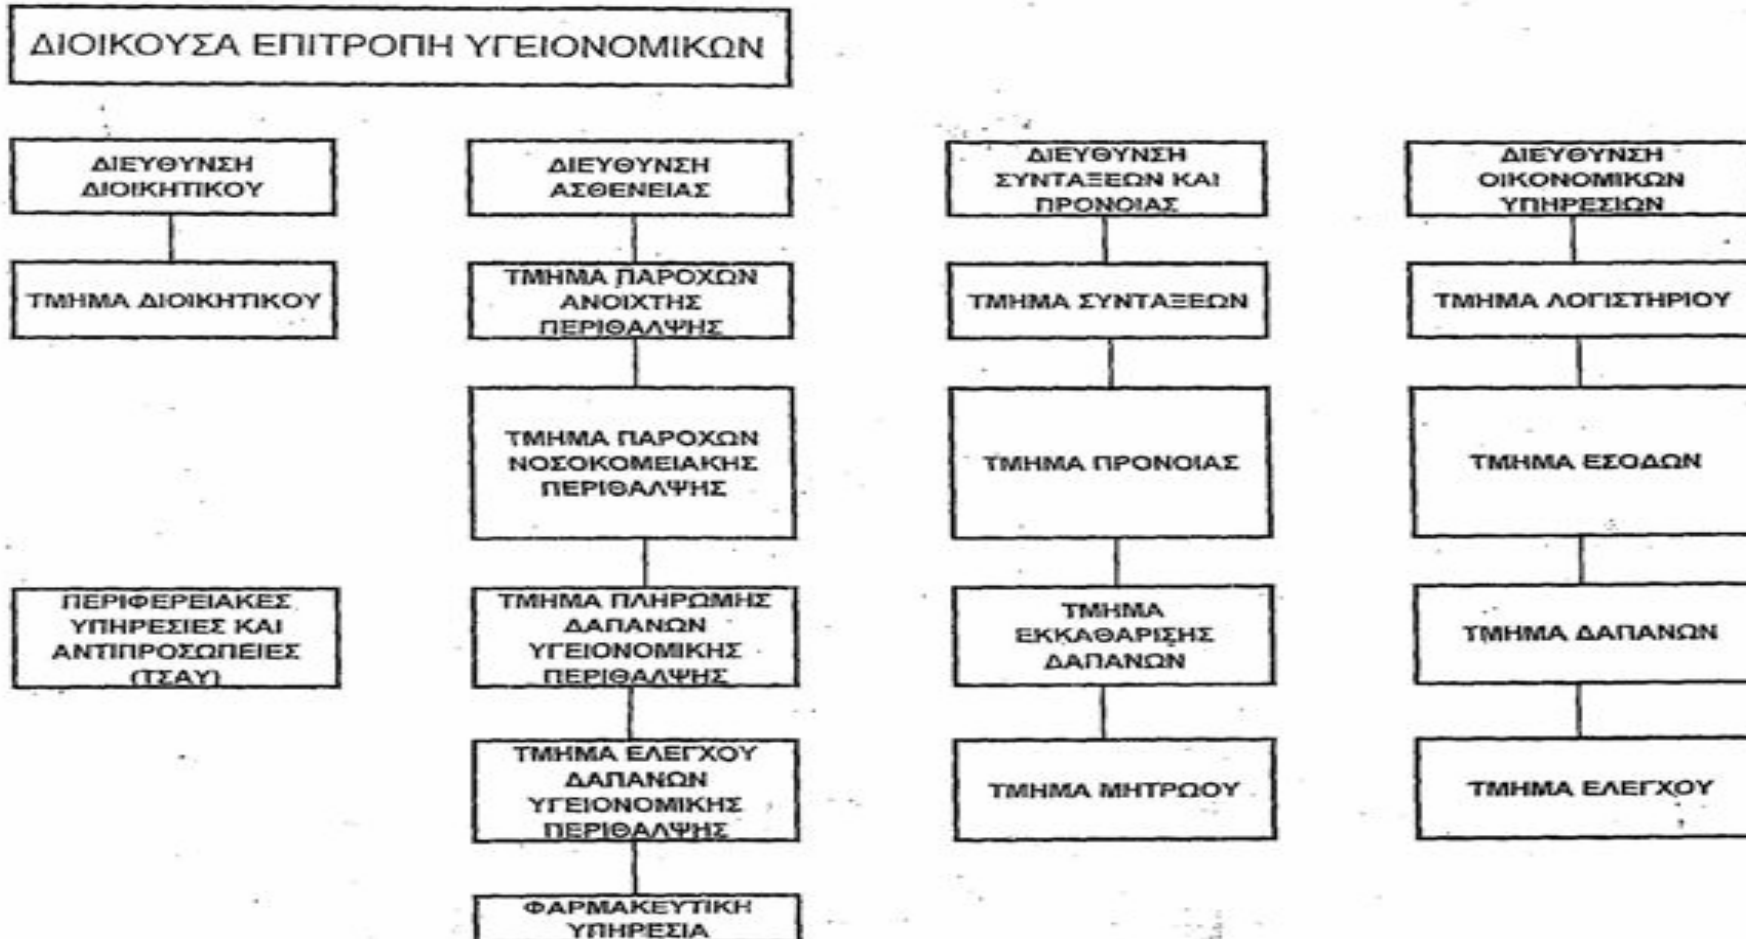 ΔΙΟΙΚΟΥΣΑ ΕΠΙΤΡΟΠΗ ΥΓΕΙΟΝΟΜΙΚΩΝ
ΔΙΕΥΘΥΝΣΗ
ΔΙΟΙΚΗΤΙΚΟΥ
ΤΜΗΜΑ ΔΙΟΙΚΗΤΙΚΟΥ
ΠΕΡΙΦΕΡΕΙΑΚΕΣ
ΥΠΗΡΕΣΙΕΣ ΚΑΙ
ΑΝΤΙΠΡΟΣΩΠΕΙΕΣ
(ΤΣΑΥ)
ΔΙΕΥΘΥΝΣΗ
ΑΣΘΕΝΕΙΑΣ
ΤΜΗΜΑ ΠΑΡΟΧΩΝ
ΑΝΟΙΧΤΗΣ
ΠΕΡΙΘΑΛΨΗΣ
ΤΜΗΜΑ ΠΑΡΟΧΩΝ
ΝΟΣΟΚΟΜΕΙΑΚΗΣ
ΠΕΡΙΘΑΛΨΗΣ
ΤΜΗΜΑ ΠΛΗΡΩΜΗΣ
ΔΑΠΑΝΩΝ
ΥΓΕΙΟΝΟΜΙΚΗΣ
ΠΕΡΙΘΑΛΨΗΣ
ΤΜΗΜΑ ΕΛΕΓΧΟΥ
ΔΑΠΑΝΩΝ
ΥΓΕΙΟΝΟΜΙΚΗΣ
ΠΕΡΙΘΑΛΨΗΣ
ΦΑΡΜΑΚΕΥΤΙΚΗ
ΥΠΗΡΕΣΙΑ
ΔΙΕΥΘΥΝΣΗ
ΣΥΝΤΑΞΕΩΝ ΚΑΙ
ΠΡΟΝΟΙΑΣ
ΤΜΗΜΑ ΣΥΝΤΑΞΕΩΝ
ΤΜΗΜΑ ΠΡΟΝΟΙΑΣ
ΤΜΗΜΑ
ΕΚΚΑΘΑΡΙΣΗΣ
ΔΑΠΑΝΩΝ
ΤΜΗΜΑ ΜΗΤΡΩΟΥ
ΔΙΕΥΘΥΝΣΗ
ΟΙΚΟΝΟΜΙΚΩΝ
ΥΠΗΡΕΣΙΩΝ
ΤΜΗΜΑ ΛΟΓΙΣΤΗΡΙΟΥ
ΤΜΗΜΑ ΕΣΟΔΩΝ
ΤΜΗΜΑ ΔΑΠΑΝΩΝ
ΤΜΗΜΑ ΕΛΕΓΧΟΥ